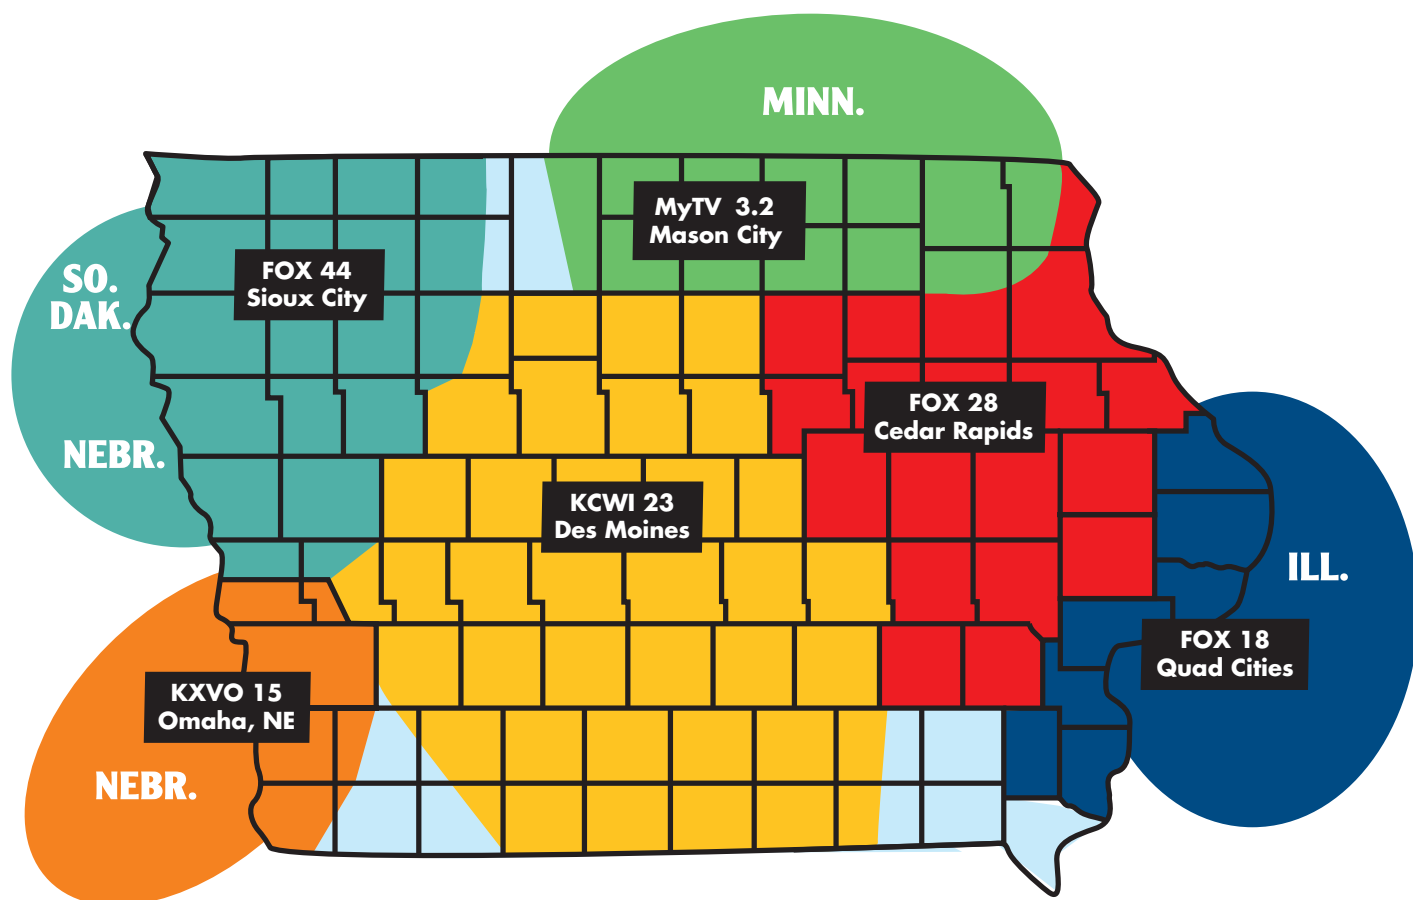 MINN.
MyTV 3.2
Mason City
FOX 44
Sioux City
SO.
DAK.
NEBR.
FOX 28
Cedar Rapids
KCWI 23
Des Moines
ILL.
FOX 18
Quad Cities
KXVO 15
Omaha, NE
NEBR.